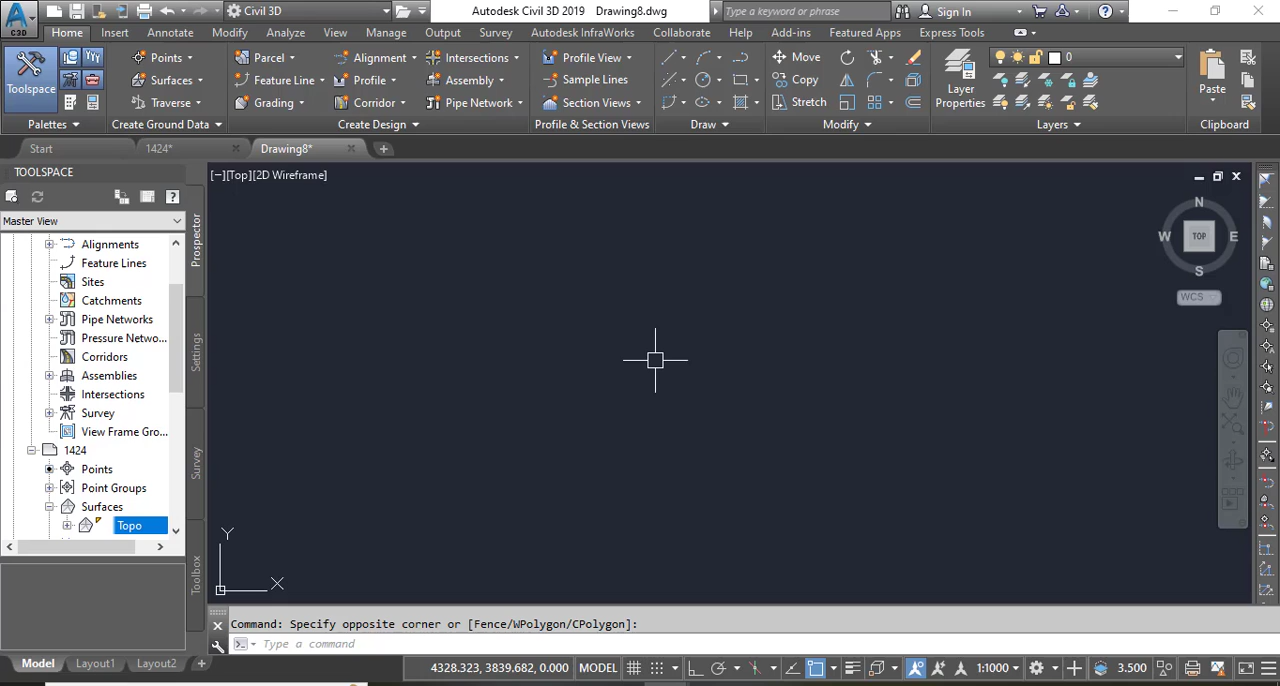 C3D
Civil 3D
Autodesk Civil 3D 2019 Drawing8.dwg
Type a keyword or phrase
Sign In
Home Insert Annotate Modify Analyze View Manage Output Survey Autodesk InfraWorks Collaborate Help Add-ins Featured Apps Express Tools
Toolspace
Palettes
Points
Surfaces
Traverse
Create Ground Data
Parcel
Feature Line
Grading
Alignment
Profile
Corridor
Intersections
Assembly
Pipe Network
Create Design
Profile View
Sample Lines
Section Views
Profile & Section Views
Draw
Move
Copy
Stretch
Modify
Layer
Properties
0
Layers
Paste
Clipboard
Start 1424* Drawing8*
TOOLSPACE
Master View
Alignments
Feature Lines
Sites
Catchments
Pipe Networks
Pressure Netwo...
Corridors
Assemblies
Intersections
Survey
View Frame Gro...
1424
Points
Point Groups
Surfaces
Topo
Prospector
Settings
Survey
Toolbox
[−][Top][2D Wireframe]
N
W TOP E
S
WCS
Y
X
Command: Specify opposite corner or [Fence/WPolygon/CPolygon]:
Type a command
Model Layout1 Layout2
4328.323, 3839.682, 0.000 MODEL 1:1000 3.500